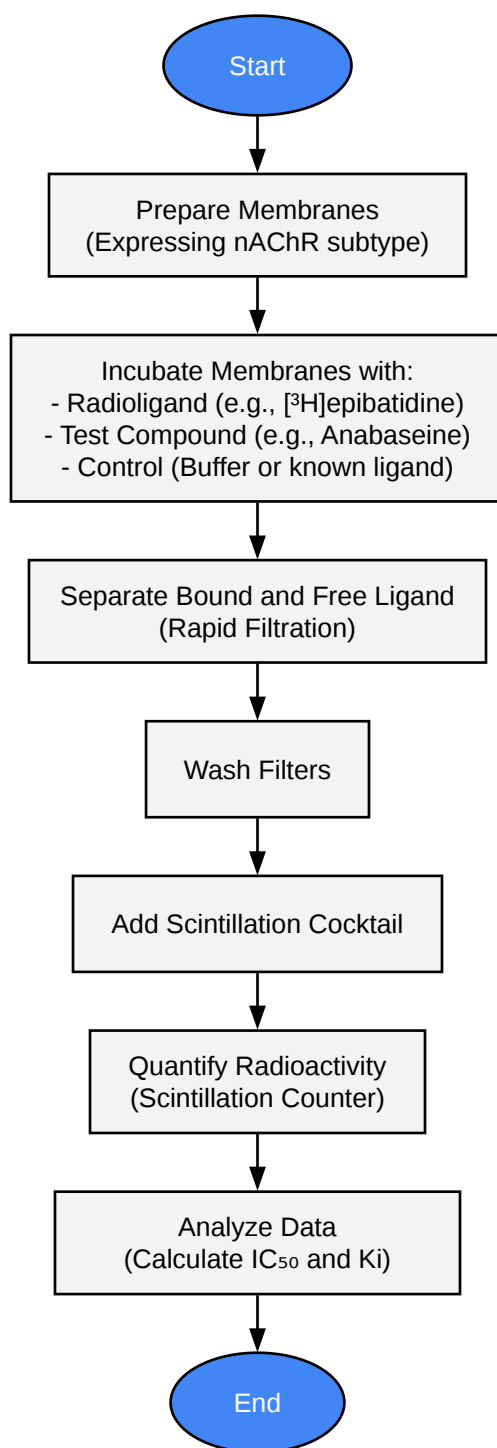 Start
Prepare Membranes
(Expressing nAChR subtype)
Incubate Membranes with:
- Radioligand (e.g., [³H]epibatidine)
- Test Compound (e.g., Anabaseine)
- Control (Buffer or known ligand)
Separate Bound and Free Ligand
(Rapid Filtration)
Wash Filters
Add Scintillation Cocktail
Quantify Radioactivity
(Scintillation Counter)
Analyze Data
(Calculate IC₅₀ and Ki)
End